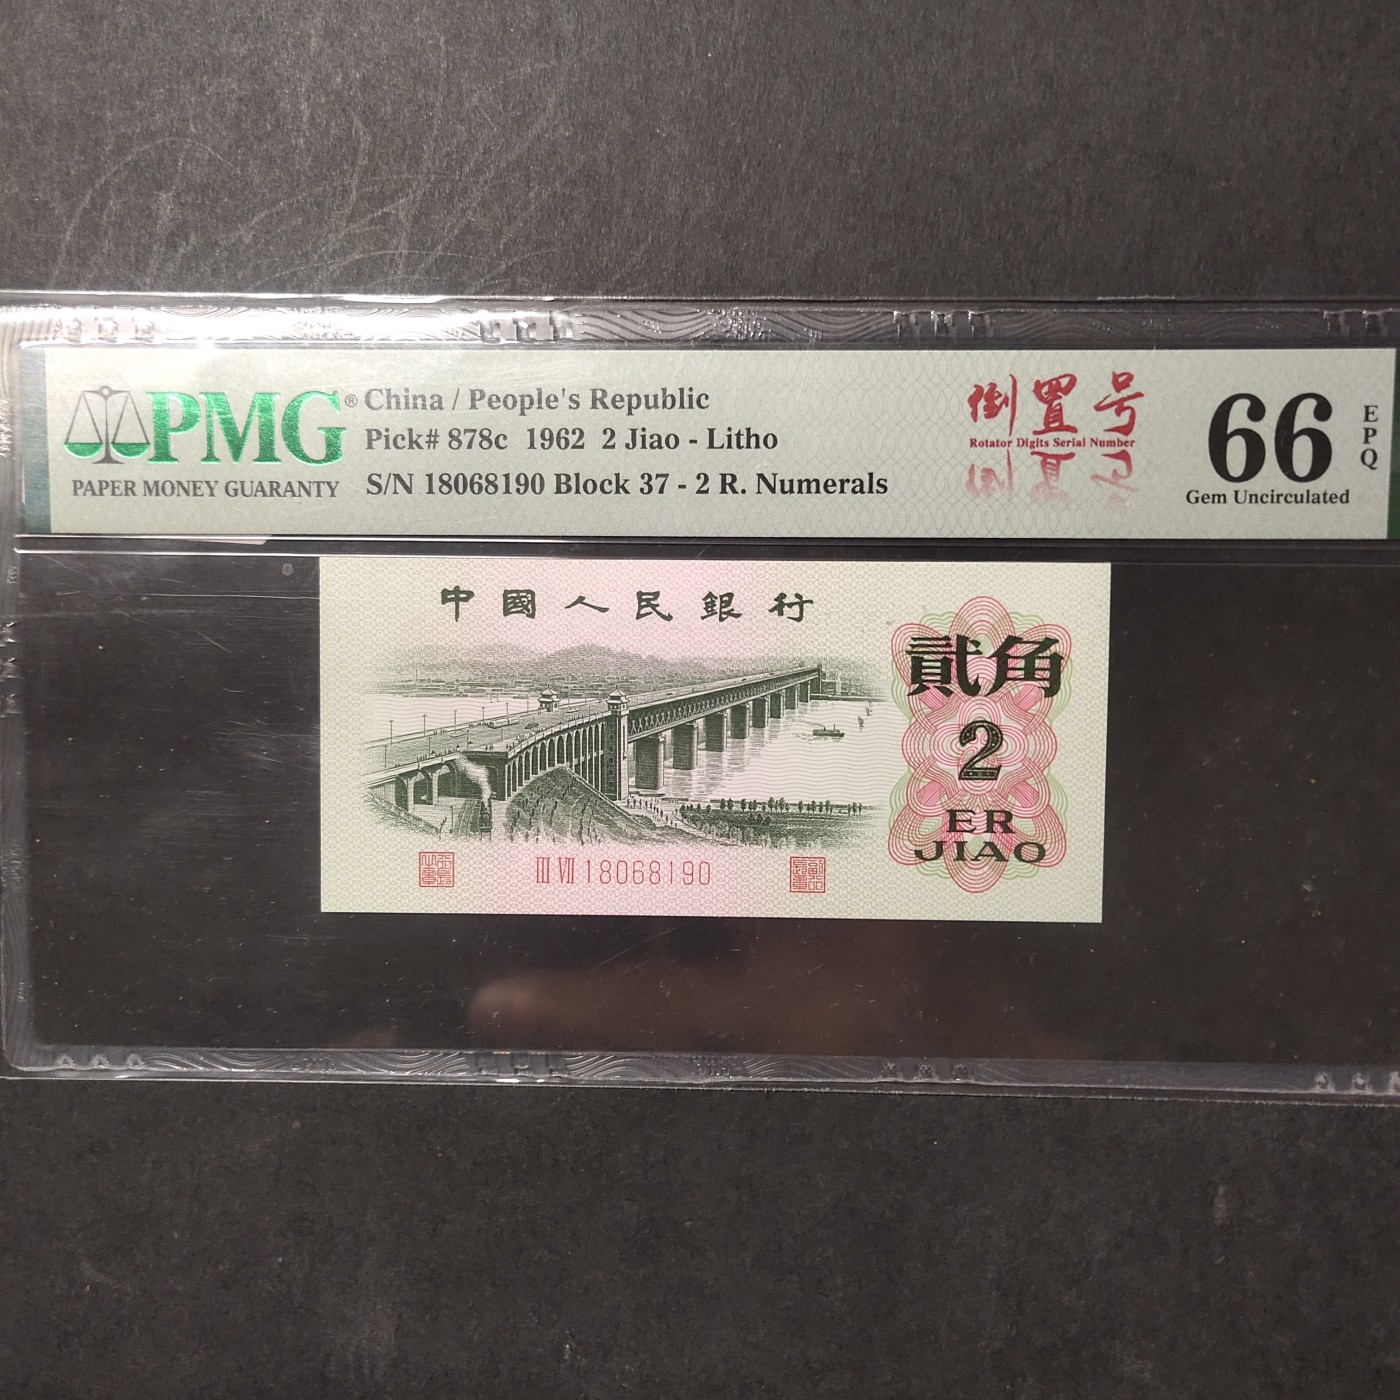 PMG®
PAPER MONEY GUARANTY
China / People's Republic
Pick# 878c 1962 2 Jiao - Litho
S/N 18068190 Block 37 - 2 R. Numerals
倒置号
Rotator Digits Serial Number
66
EPQ
Gem Uncirculated
中國人民銀行
貳角
2
ER
JIAO
III VII 18068190